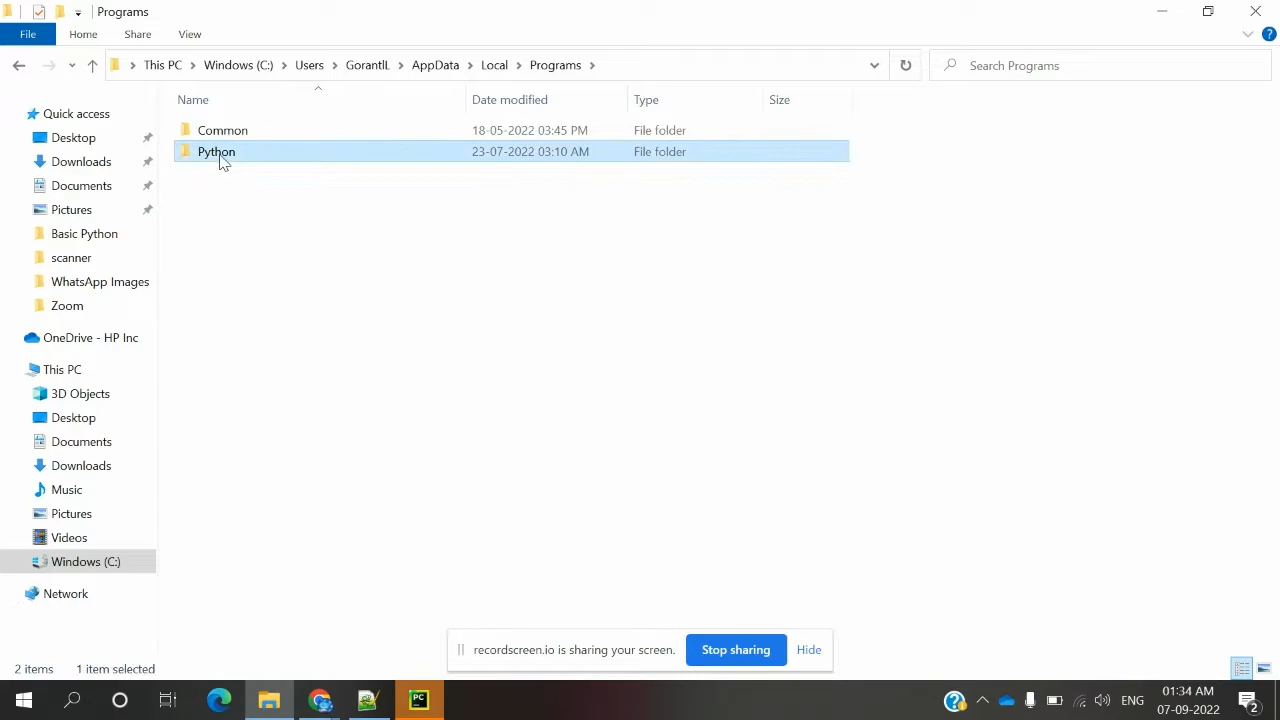 Programs
File Home Share View
This PC Windows (C:) Users GorantlL AppData Local Programs Search Programs
Name Date modified Type Size
Common 18-05-2022 03:45 PM File folder
Python 23-07-2022 03:10 AM File folder
Quick access
Desktop
Downloads
Documents
Pictures
Basic Python
scanner
WhatsApp Images
Zoom
OneDrive - HP Inc
This PC
3D Objects
Desktop
Documents
Downloads
Music
Pictures
Videos
Windows (C:)
Network
recordscreen.io is sharing your screen. Stop sharing Hide
2 items 1 item selected
PC ENG 01:34 AM
07-09-2022
2